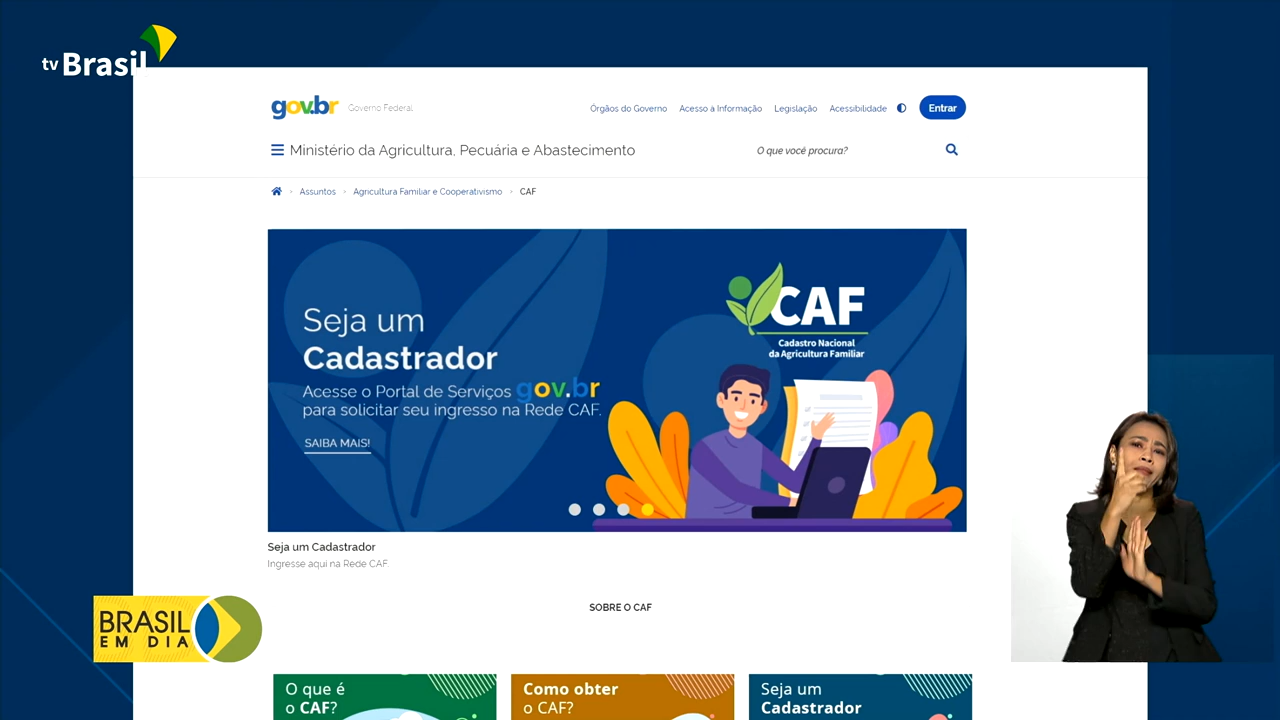 tv Brasil
gov.br Governo Federal
Órgãos do Governo Acesso a Informação Legislação Acessibilidade Entrar
Ministério da Agricultura, Pecuária e Abastecimento
O que você procura?
Assuntos > Agricultura Familiar e Cooperativismo > CAF
Seja um
Cadastrador
Acesse o Portal de Serviços gov.br
para solicitar seu ingresso na Rede CAF.
SAIBA MAIS!
CAF
Cadastro Nacional
da Agricultura Familiar
Seja um Cadastrador
Ingresse aqui na Rede CAF.
SOBRE O CAF
BRASIL
EM DIA
O que é
o CAF?
Como obter
o CAF?
Seja um
Cadastrador